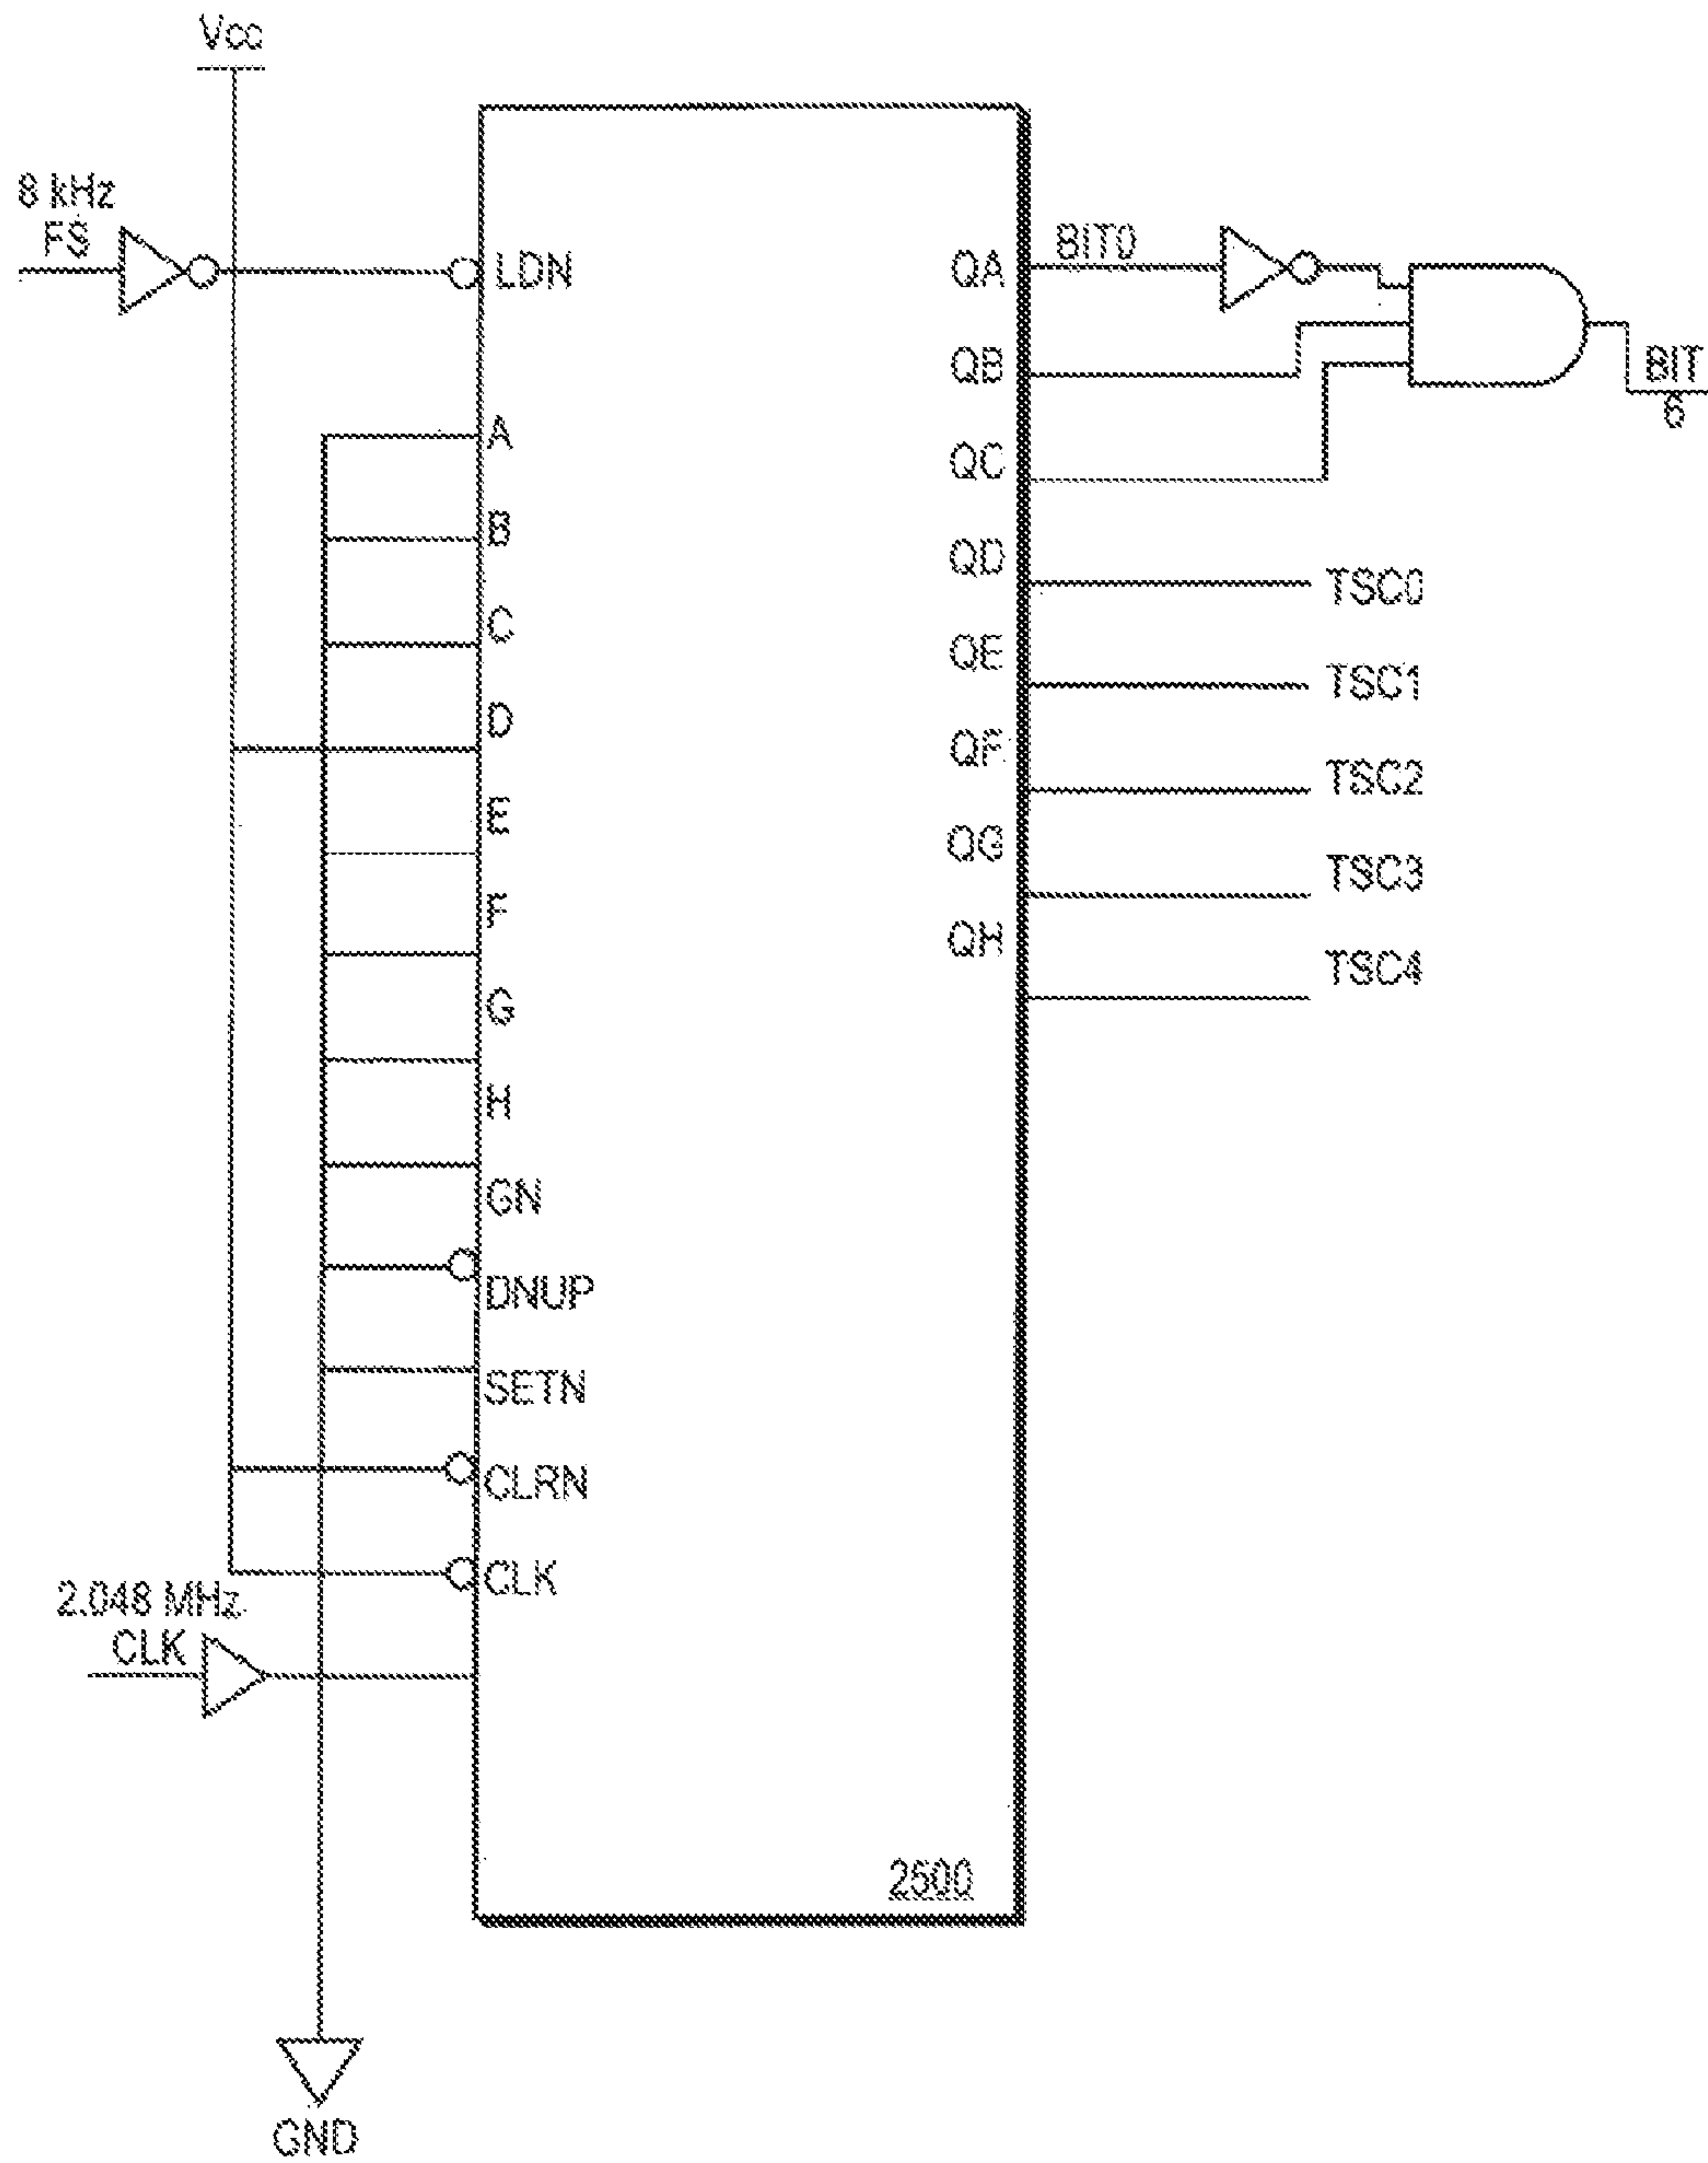 Vcc
8 kHz
FS
LDN
A
B
C
D
E
F
G
H
GN
DNUP
SETN
CLRN
CLK
2.048 MHz
CLK
GND
QA
QB
QC
QD
QE
QF
QG
QH
BIT0
BIT
6
TSC0
TSC1
TSC2
TSC3
TSC4
2500